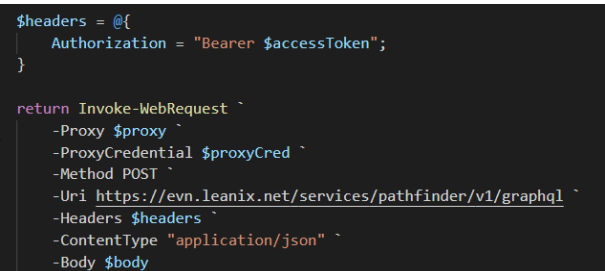 $headers = @{
    Authorization = "Bearer $accessToken";
}
return Invoke-WebRequest `
    -Proxy $proxy `
    -ProxyCredential $proxyCred `
    -Method POST `
    -Uri https://evn.leanix.net/services/pathfinder/v1/graphql `
    -Headers $headers `
    -ContentType "application/json" `
    -Body $body